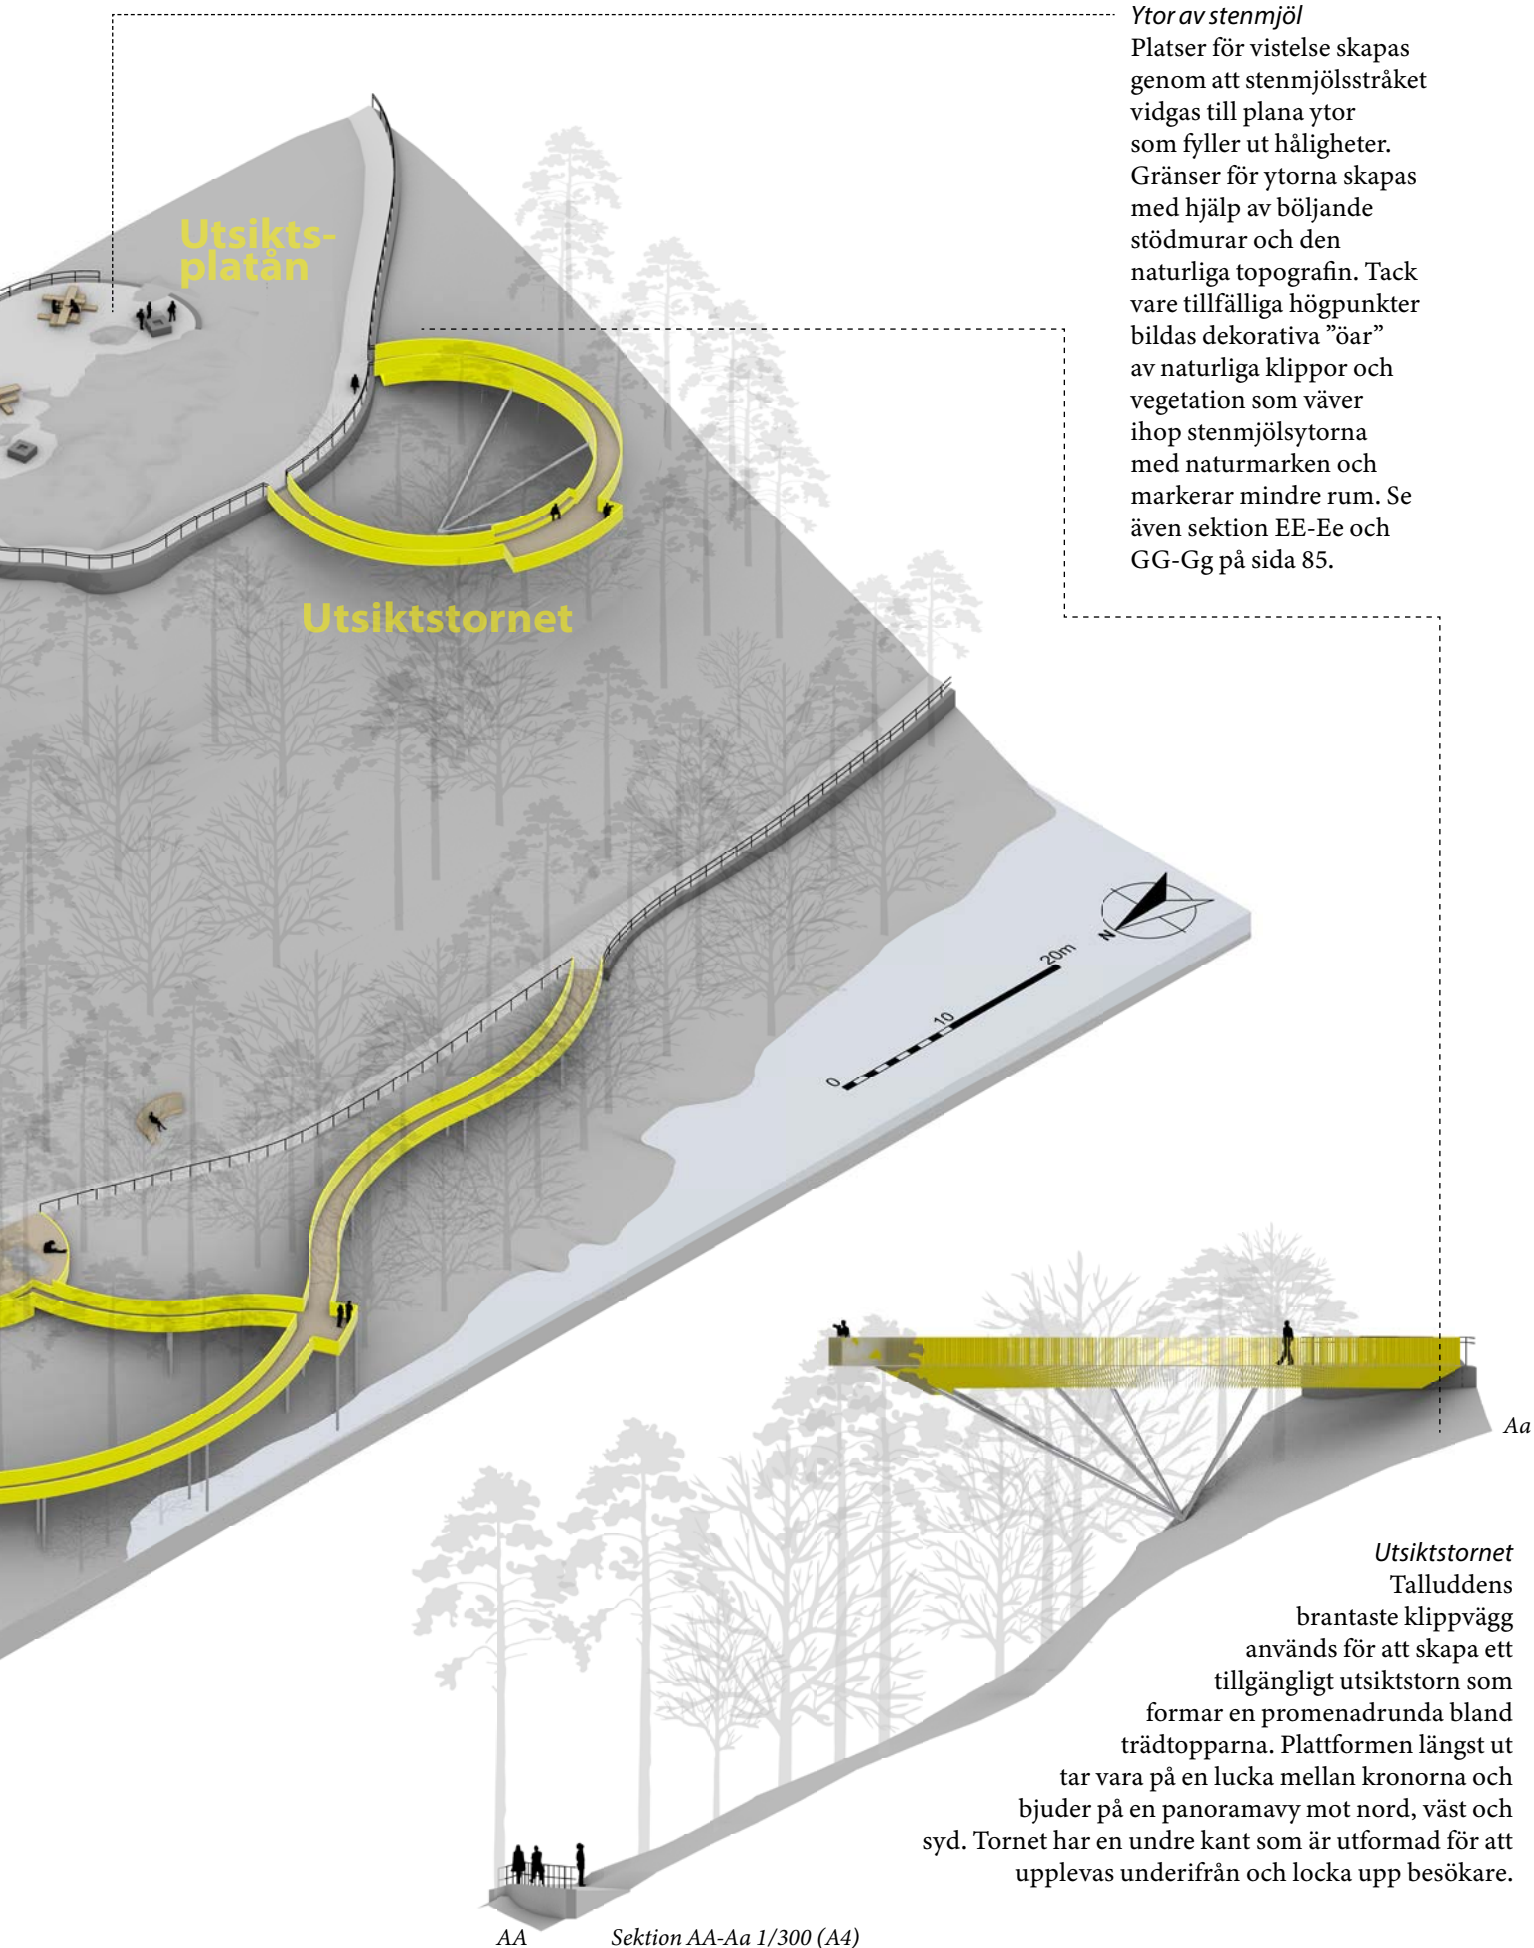 Ytor av stenmjöl
Platser för vistelse skapas
genom att stenmjölsstråket
vidgas till plana ytor
som fyller ut håligheter.
Gränser för ytorna skapas
med hjälp av böljande
stödmurar och den
naturliga topografin. Tack
vare tillfälliga högpunkter
bildas dekorativa ”öar”
av naturliga klippor och
vegetation som väver
ihop stenmjölsytorna
med naturmarken och
markerar mindre rum. Se
även sektion EE-Ee och
GG-Gg på sida 85.
Utsikts-
platån
Utsiktstornet
N
0
10
20m
Aa
Utsiktstornet
Talluddens
brantaste klippvägg
används för att skapa ett
tillgängligt utsiktstorn som
formar en promenadrunda bland
trädtopparna. Plattformen längst ut
tar vara på en lucka mellan kronorna och
bjuder på en panoramavy mot nord, väst och
syd. Tornet har en undre kant som är utformad för att
upplevas underifrån och locka upp besökare.
AA
Sektion AA-Aa 1/300 (A4)